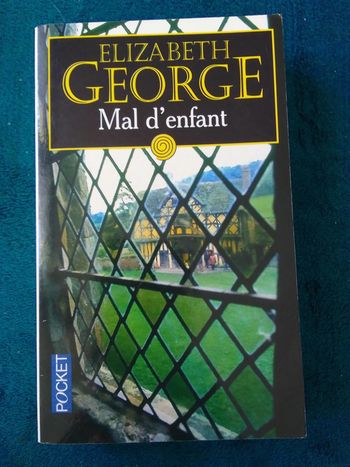 ELIZABETH
GEORGE
Mal d'enfant
POCKET